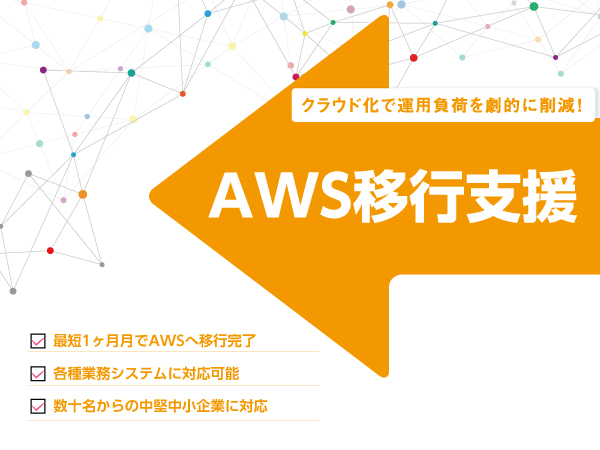 クラウド化で運用負荷を劇的に削減！
AWS移行支援
最短1ヶ月月でAWSへ移行完了
各種業務システムに対応可能
数十名からの中堅中小企業に対応